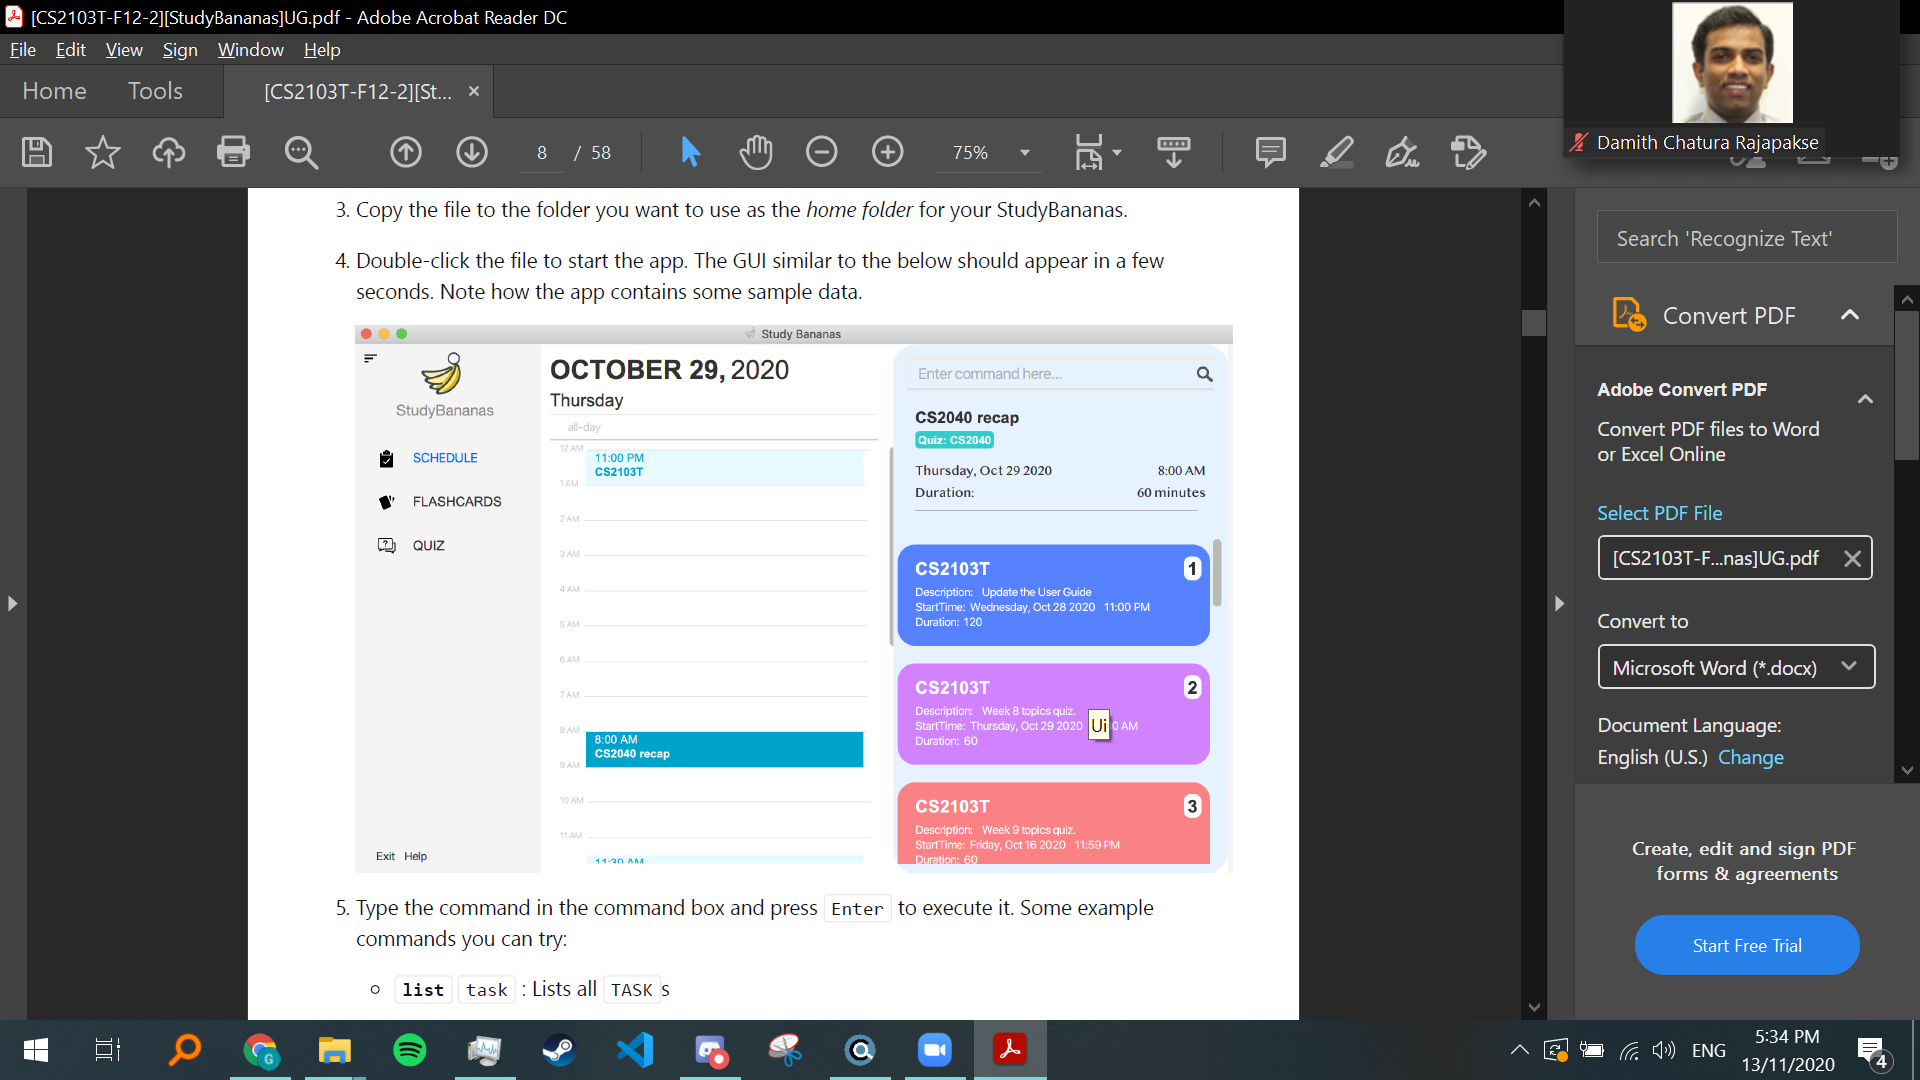 [CS2103T-F12-2][StudyBananas]UG.pdf - Adobe Acrobat Reader DC
File Edit View Sign Window Help
Home Tools [CS2103T-F12-2][St... ×
8 / 58 75%
Damith Chatura Rajapakse
3. Copy the file to the folder you want to use as the home folder for your StudyBananas.
4. Double-click the file to start the app. The GUI similar to the below should appear in a few
seconds. Note how the app contains some sample data.
Study Bananas
StudyBananas
SCHEDULE
FLASHCARDS
QUIZ
Exit Help
OCTOBER 29, 2020
Thursday
all-day
12 AM
11:00 PM
CS2103T
1 AM
2 AM
3 AM
4 AM
5 AM
6 AM
7 AM
8 AM
8:00 AM
CS2040 recap
9 AM
10 AM
11 AM
11:30 AM
Enter command here...
CS2040 recap
Quiz: CS2040
Thursday, Oct 29 2020 8:00 AM
Duration: 60 minutes
CS2103T 1
Description: Update the User Guide
StartTime: Wednesday, Oct 28 2020 11:00 PM
Duration: 120
CS2103T 2
Description: Week 8 topics quiz.
StartTime: Thursday, Oct 29 2020 Ui 0 AM
Duration: 60
CS2103T 3
Description: Week 9 topics quiz.
StartTime: Friday, Oct 16 2020 11:59 PM
Duration: 60
5. Type the command in the command box and press Enter to execute it. Some example
commands you can try:
list task : Lists all TASK s
Search 'Recognize Text'
Convert PDF
Adobe Convert PDF
Convert PDF files to Word
or Excel Online
Select PDF File
[CS2103T-F...nas]UG.pdf
Convert to
Microsoft Word (*.docx)
Document Language:
English (U.S.) Change
Create, edit and sign PDF
forms & agreements
Start Free Trial
ENG
5:34 PM
13/11/2020
4